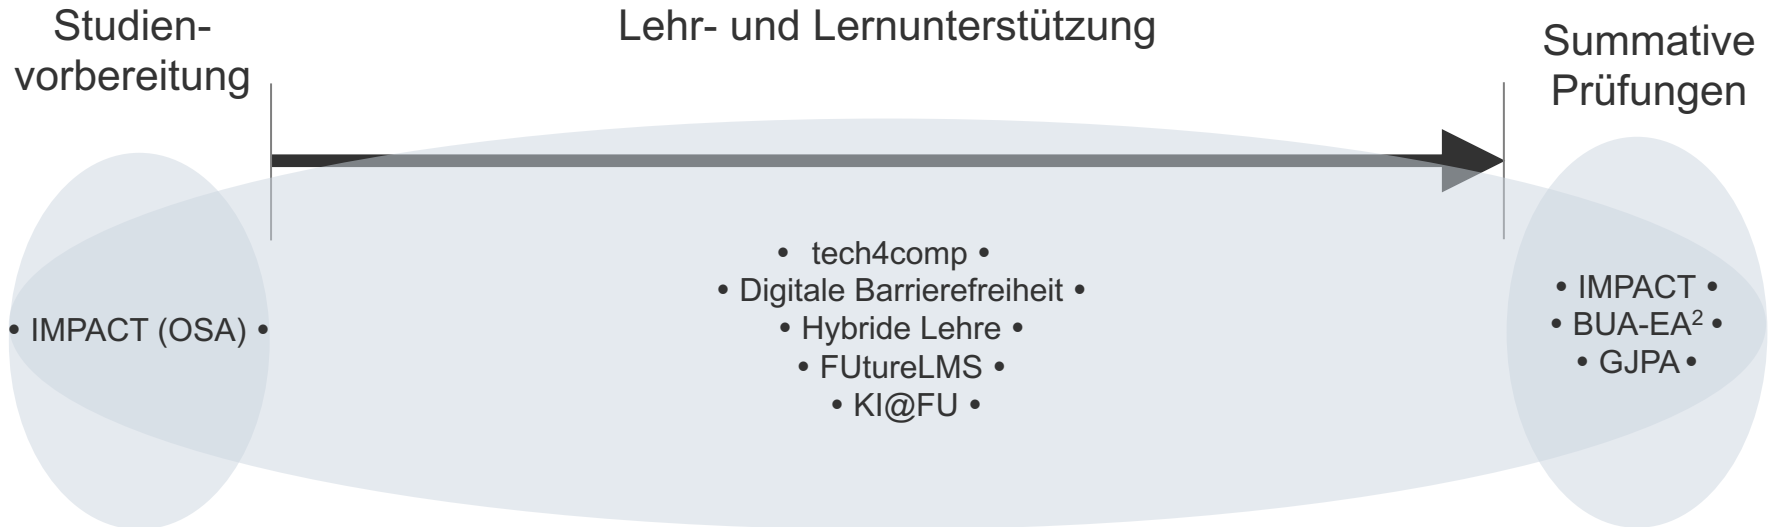 Studien-
vorbereitung
Lehr- und Lernunterstützung
Summative
Prüfungen
• IMPACT (OSA) •
• tech4comp •
• Digitale Barrierefreiheit •
• Hybride Lehre •
• FUtureLMS •
• KI@FU •
• IMPACT •
• BUA-EA² •
• GJPA •